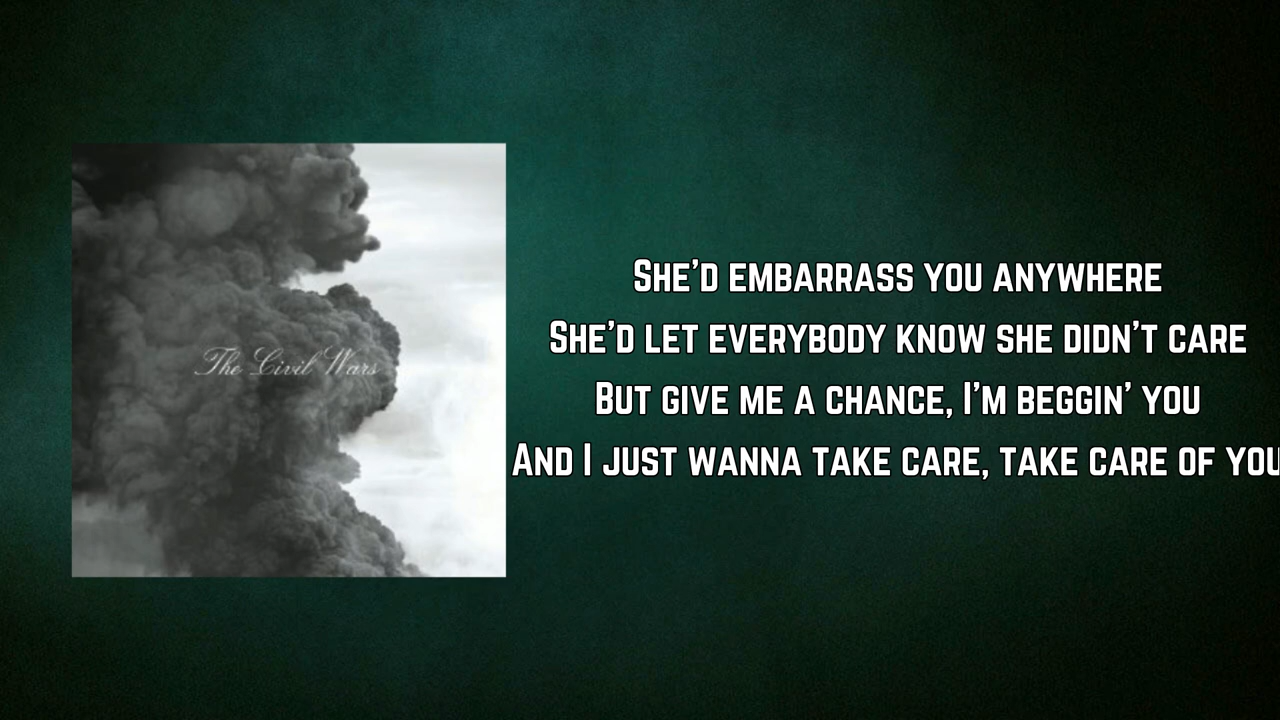 The Civil Wars
She'd embarrass you anywhere
She'd let everybody know she didn't care
But give me a chance, I'm beggin' you
And I just wanna take care, take care of you